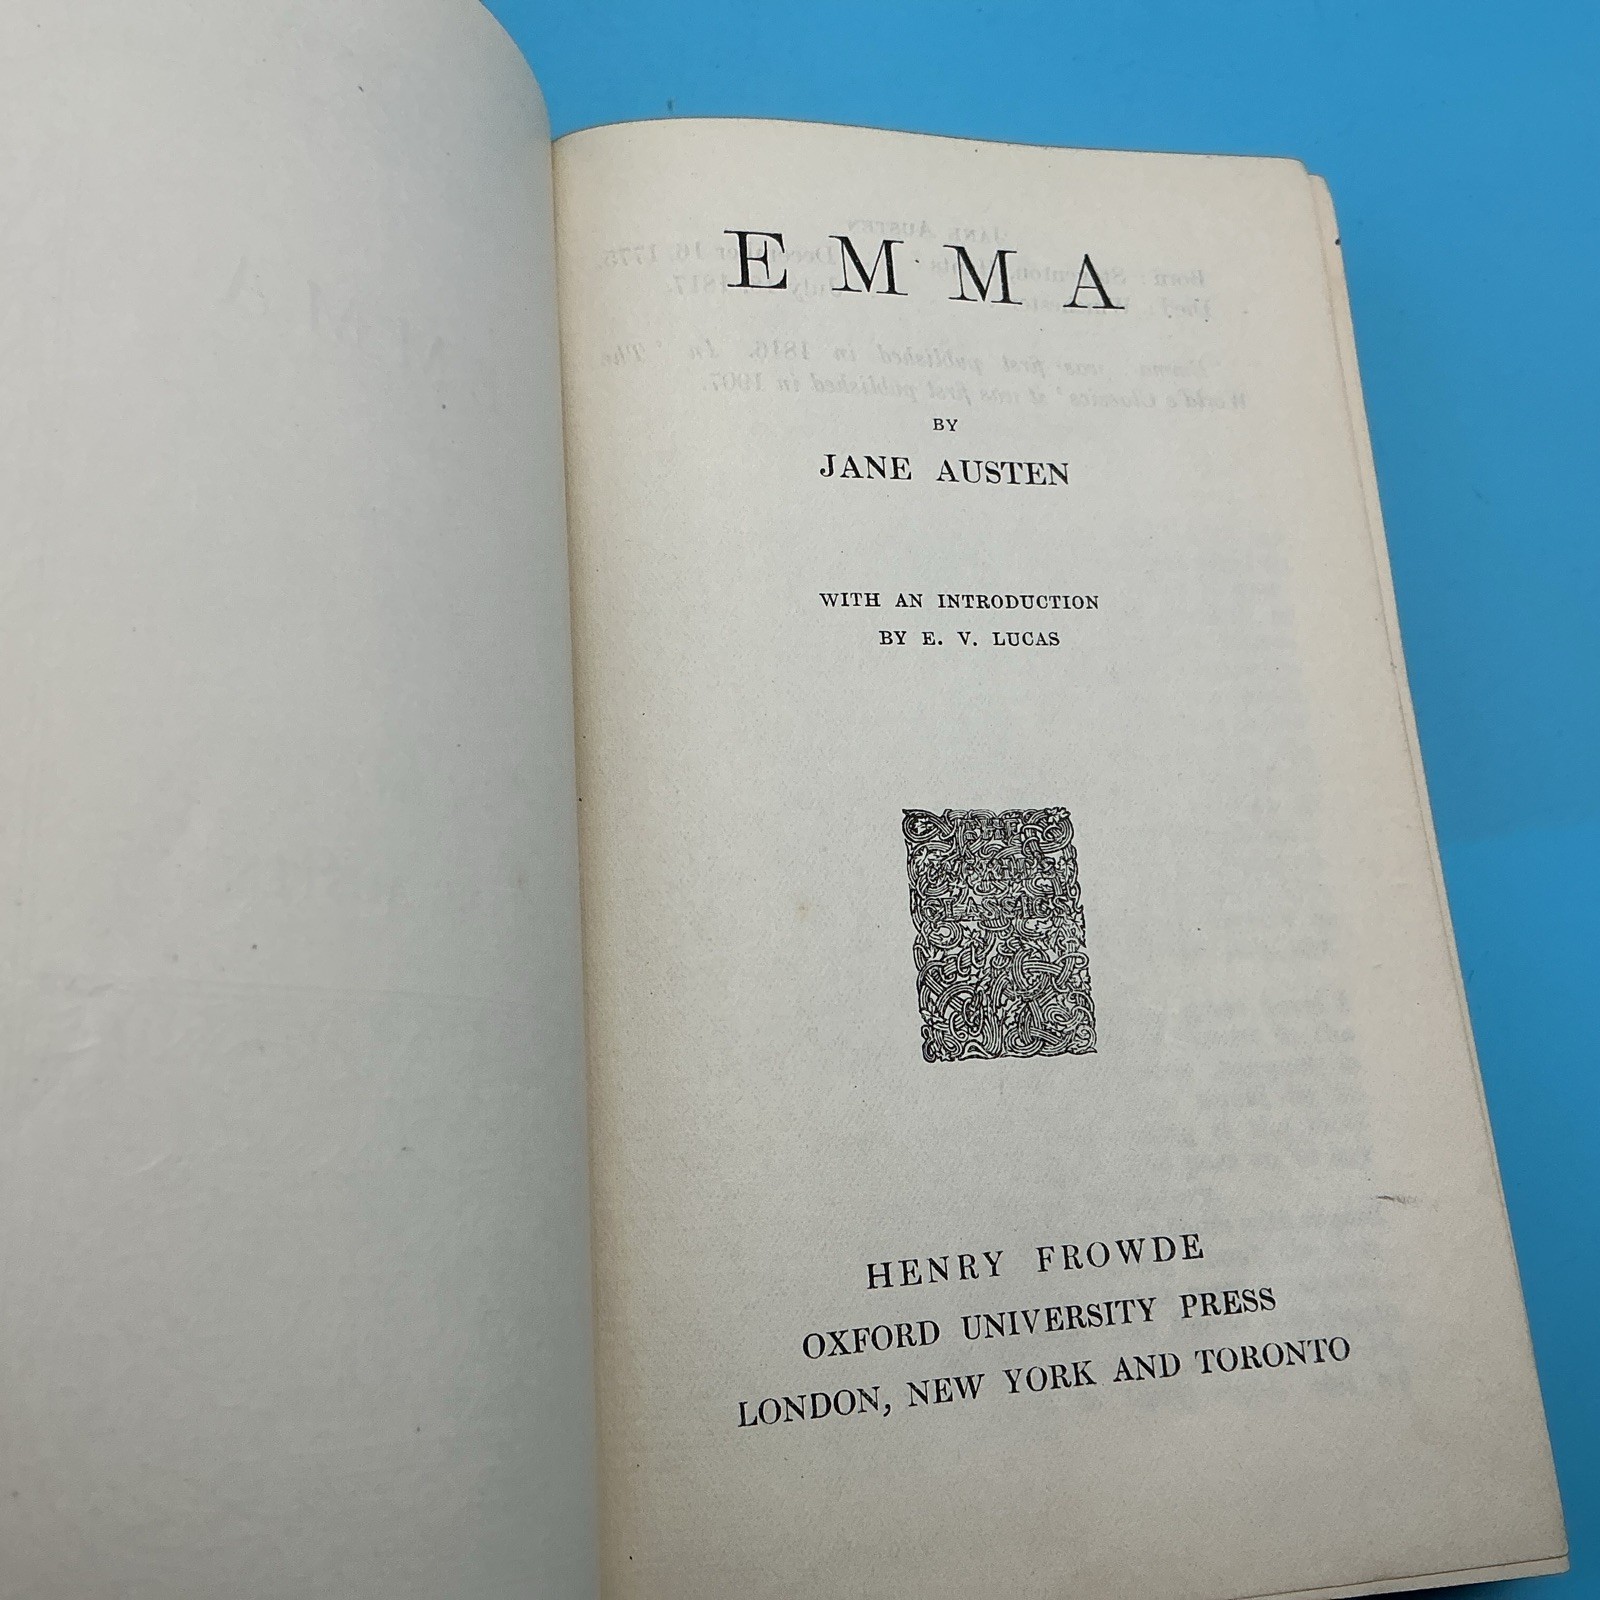 EMMA
BY
JANE AUSTEN
WITH AN INTRODUCTION
BY E. V. LUCAS
THE
WORLD'S
CLASSICS
HENRY FROWDE
OXFORD UNIVERSITY PRESS
LONDON, NEW YORK AND TORONTO